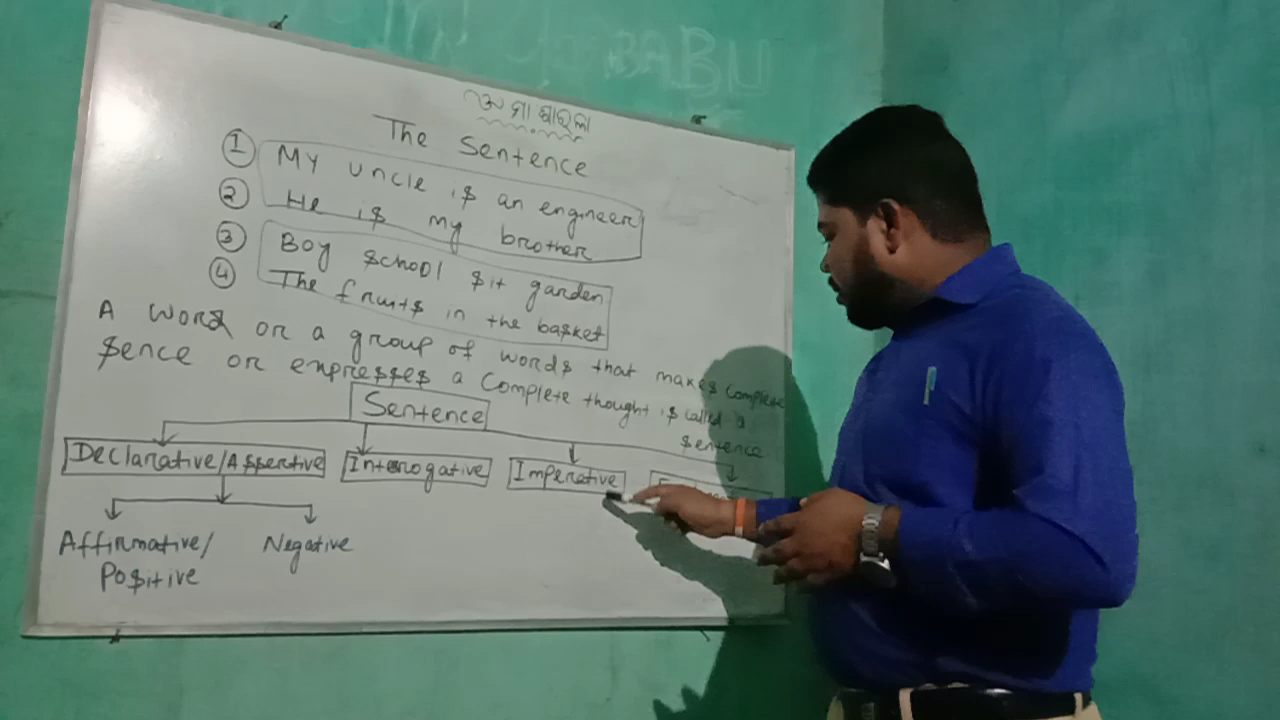 The Sentence
1 My uncle is an engineer
2 He is my brother
3 Boy school sit garden
4 The fruits in the basket
A word or a group of words that makes complete
sence or expresses a complete thought is called a
sentence
Sentence
Declarative/Assertive Interrogative Imperative
Affirmative/ Negative
Positive